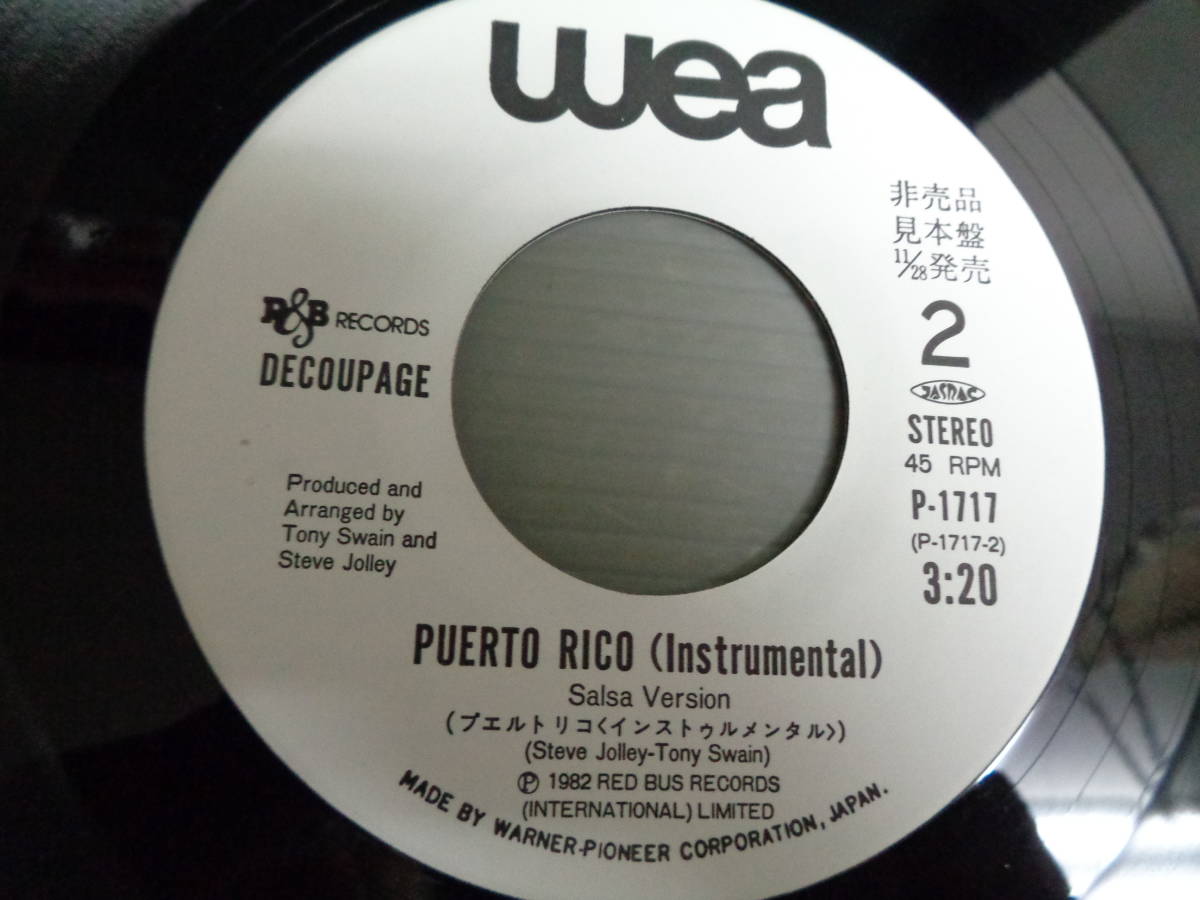 wea
非売品
見本盤
11/28発売
2
JASRAC
STEREO
45 RPM
P-1717
(P-1717-2)
3:20
R&B RECORDS
DECOUPAGE
Produced and
Arranged by
Tony Swain and
Steve Jolley
PUERTO RICO (Instrumental)
Salsa Version
(プエルトリコ〈インストゥルメンタル〉)
(Steve Jolley-Tony Swain)
Ⓟ 1982 RED BUS RECORDS
(INTERNATIONAL) LIMITED
MADE BY WARNER-PIONEER CORPORATION, JAPAN.